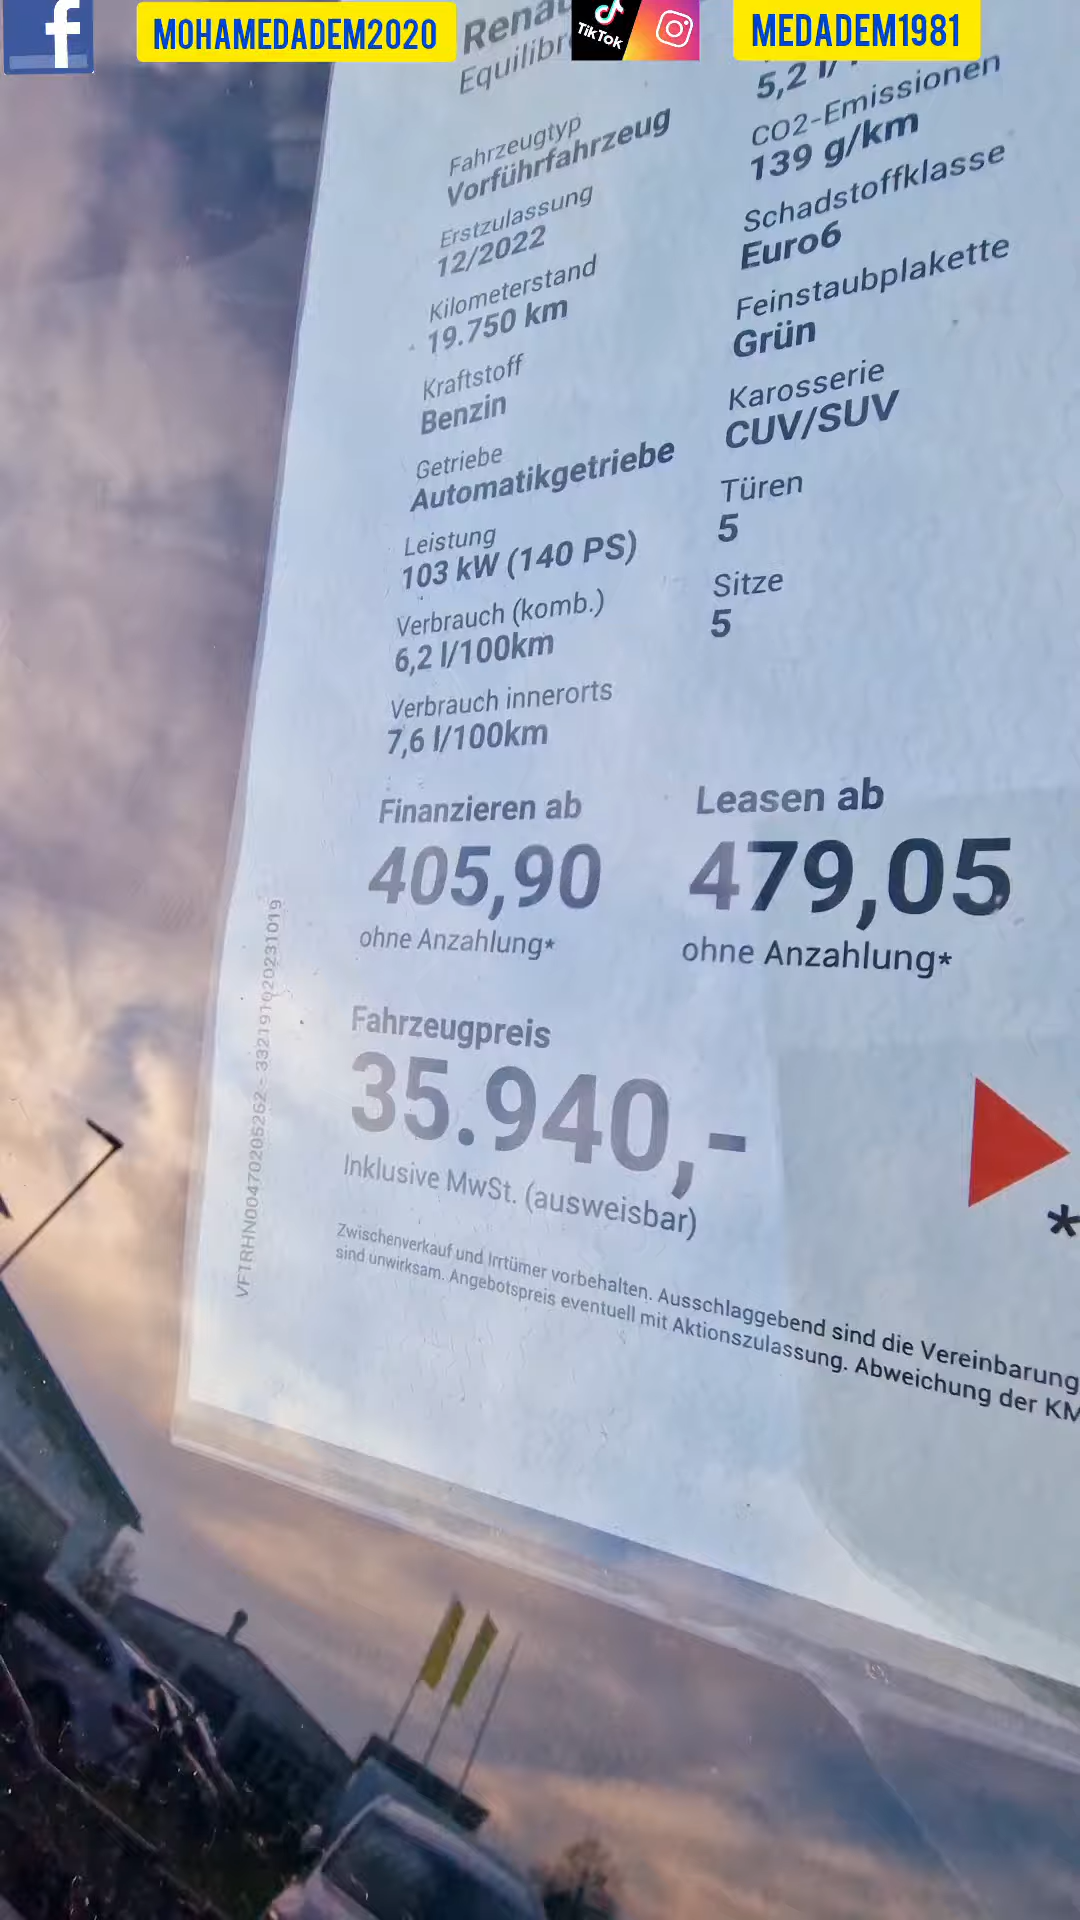 MOHAMEDADEM2020
TikTok
MEDADEM1981
Equilibr
Fahrzeugtyp
Vorführfahrzeug
Erstzulassung
12/2022
Kilometerstand
19.750 km
Kraftstoff
Benzin
Getriebe
Automatikgetriebe
Leistung
103 kW (140 PS)
Verbrauch (komb.)
6,2 l/100km
Verbrauch innerorts
7,6 l/100km
5,2 l/
CO2-Emissionen
139 g/km
Schadstoffklasse
Euro6
Feinstaubplakette
Grün
Karosserie
CUV/SUV
Türen
5
Sitze
5
Finanzieren ab
405,90
ohne Anzahlung*
Leasen ab
479,05
ohne Anzahlung*
Fahrzeugpreis
35.940,-
Inklusive MwSt. (ausweisbar)
*
Zwischenverkauf und Irrtümer vorbehalten. Ausschlaggebend sind die Vereinbarung
sind unwirksam. Angebotspreis eventuell mit Aktionszulassung. Abweichung der KM